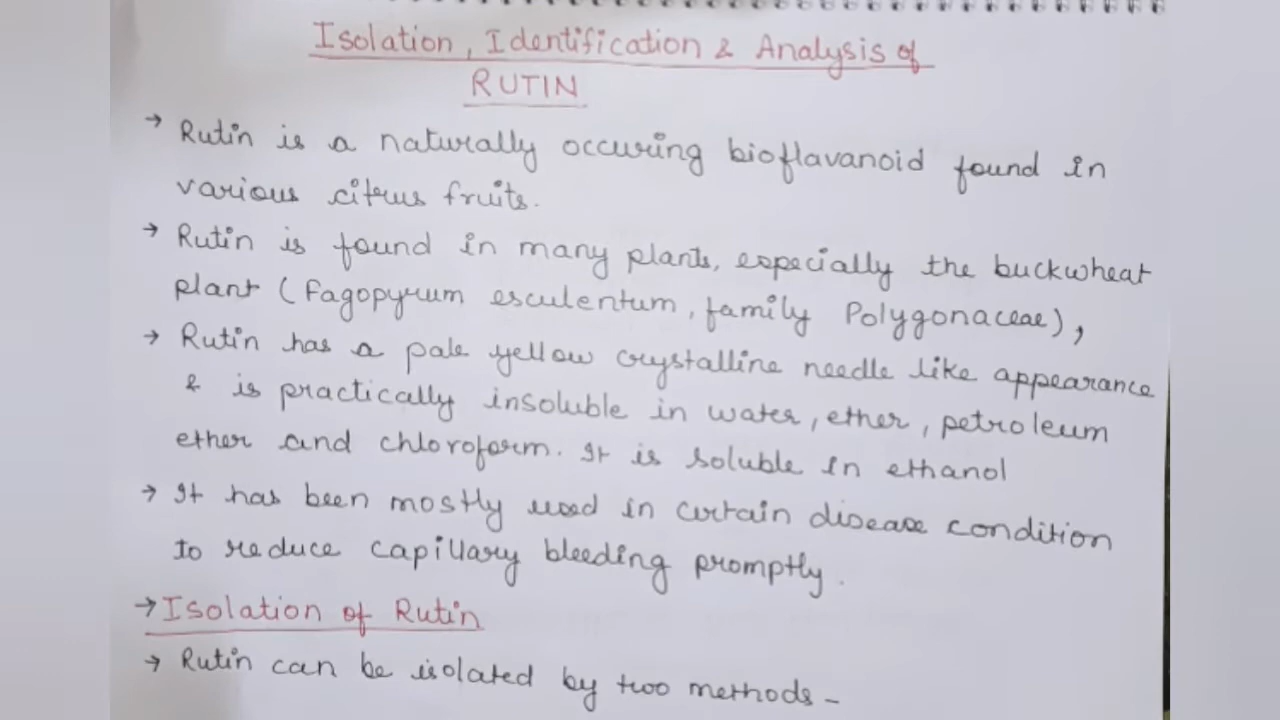 Isolation, Identification & Analysis of
RUTIN
→ Rutin is a naturally occuring bioflavanoid found in
various citrus fruits.
→ Rutin is found in many plants, especially the buckwheat
plant (Fagopyrum esculentum, family Polygonaceae),
→ Rutin has a pale yellow crystalline needle like appearance
& is practically insoluble in water, ether, petroleum
ether and chloroform. It is soluble in ethanol
→ It has been mostly used in certain disease condition
to reduce capillary bleeding promptly.
→ Isolation of Rutin
→ Rutin can be isolated by two methods -